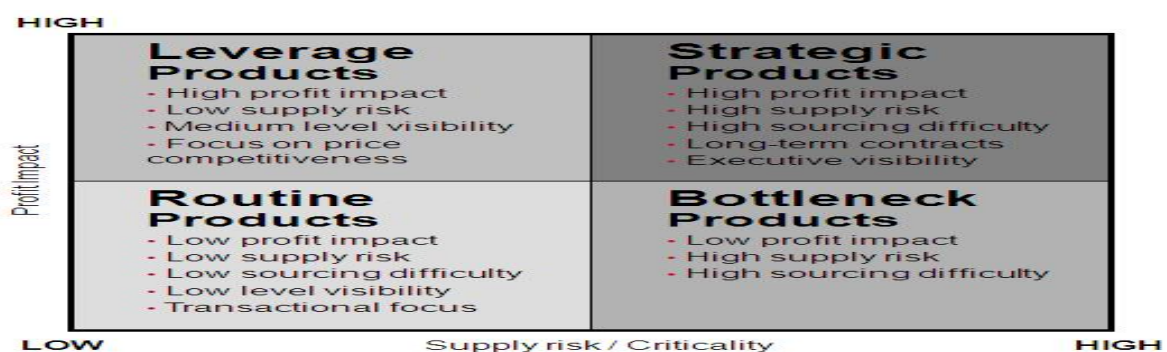 HIGH
Leverage
Products
- High profit impact
- Low supply risk
- Medium level visibility
- Focus on price
competitiveness
Strategic
Products
- High profit impact
- High supply risk
- High sourcing difficulty
- Long-term contracts
- Executive visibility
Profit Impact
Routine
Products
- Low profit impact
- Low supply risk
- Low sourcing difficulty
- Low level visibility
- Transactional focus
Bottleneck
Products
- Low profit impact
- High supply risk
- High sourcing difficulty
LOW
Supply risk / Criticality
HIGH